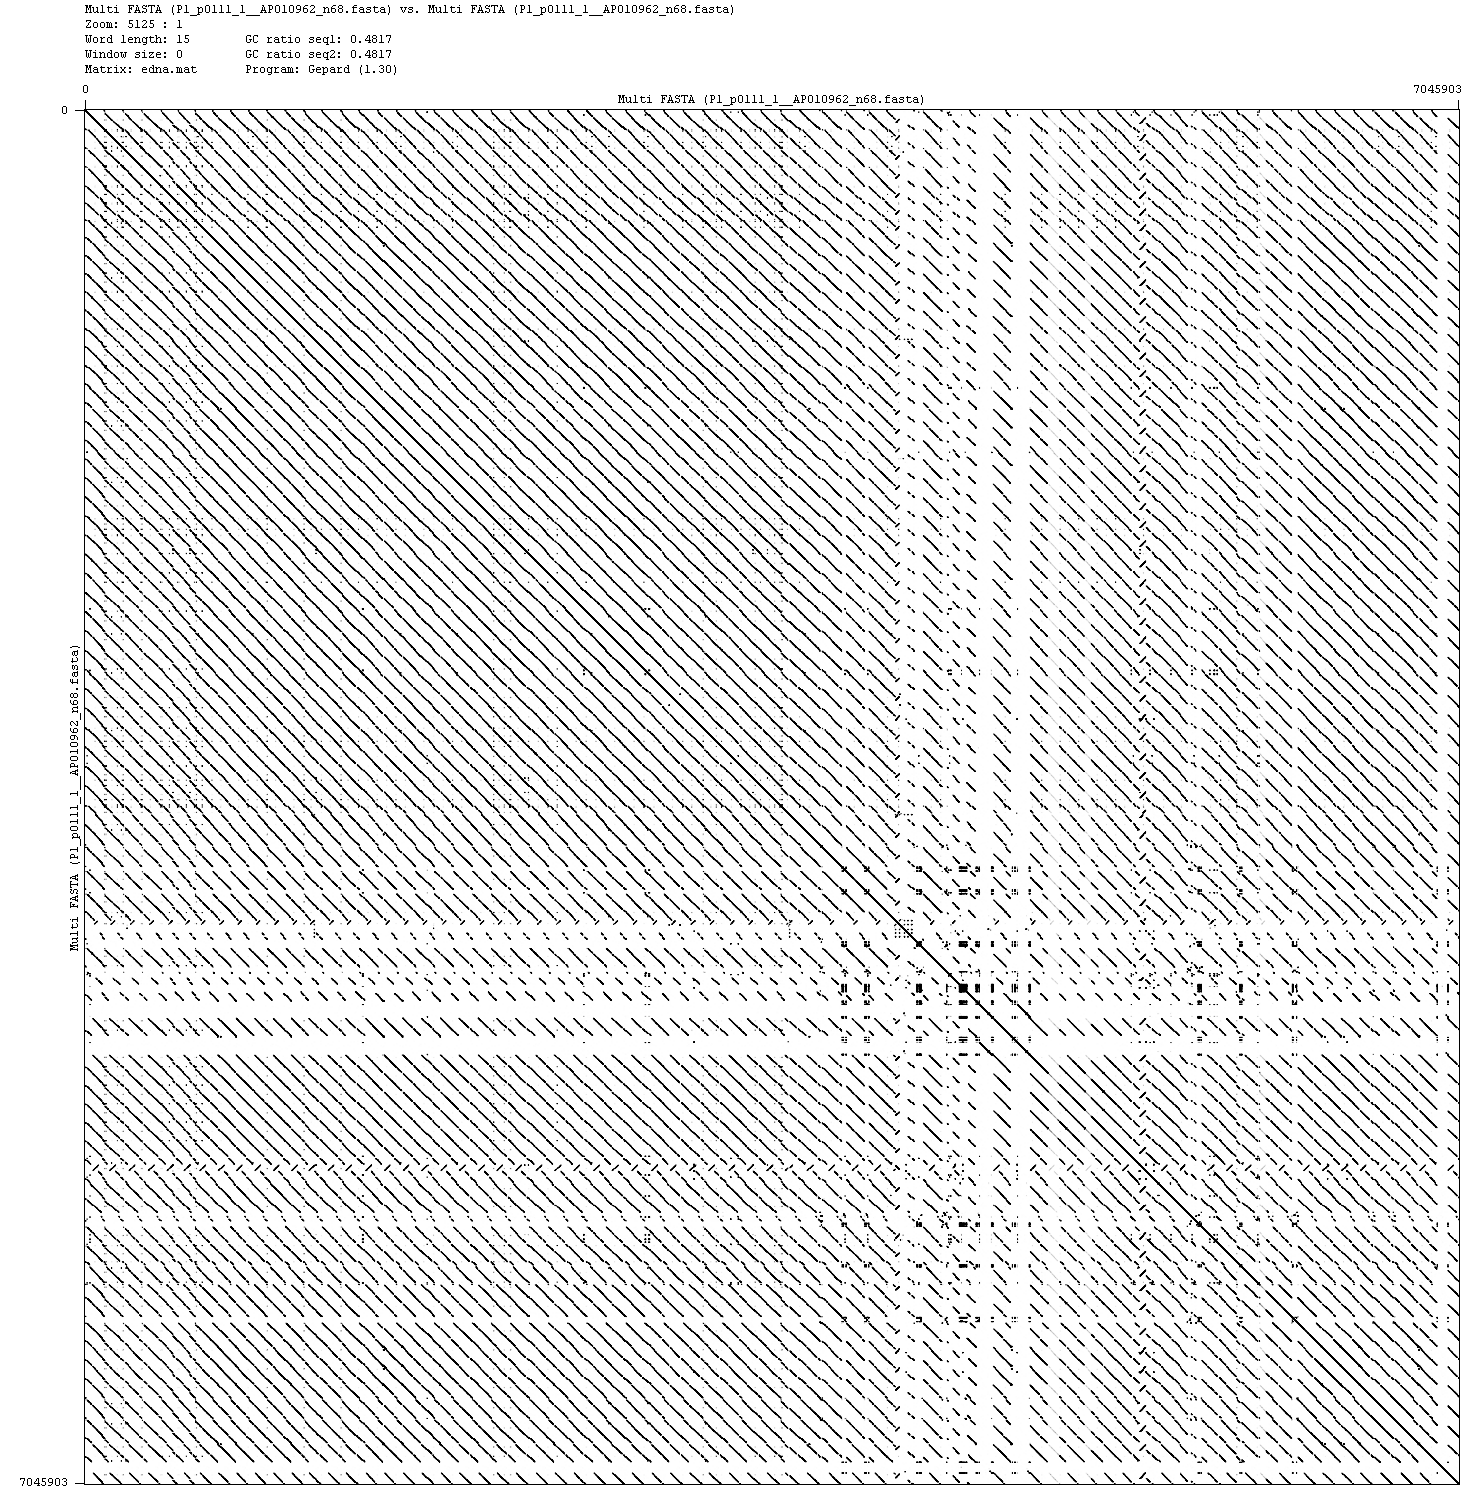 Multi FASTA (P1_p0111_1__AP010962_n68.fasta) vs. Multi FASTA (P1_p0111_1__AP010962_n68.fasta)
Zoom: 5125 : 1
Word length: 15 GC ratio seq1: 0.4817
Window size: 0 GC ratio seq2: 0.4817
Matrix: edna.mat Program: Gepard (1.30)
0 7045903
Multi FASTA (P1_p0111_1__AP010962_n68.fasta)
0
Multi FASTA (P1_p0111_1__AP010962_n68.fasta)
7045903